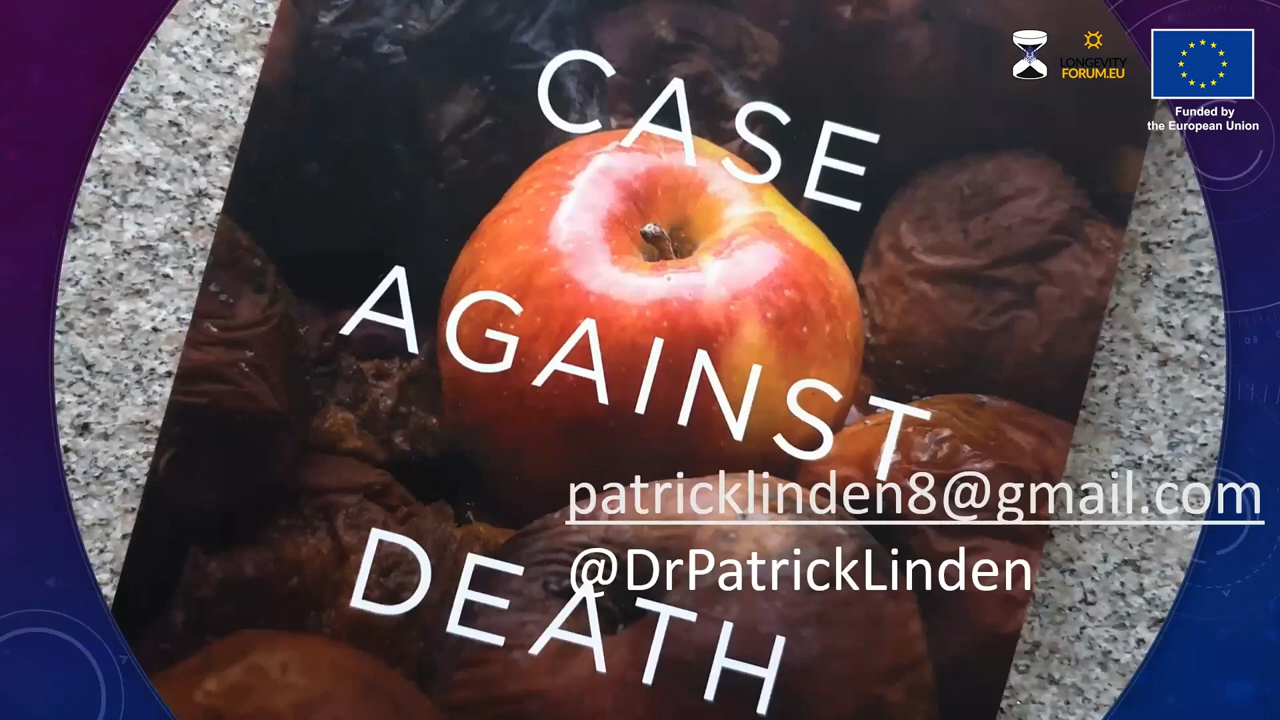 CASE
AGAINST
DEATH
patricklinden8@gmail.com
@DrPatrickLinden
LONGEVITY
FORUM.EU
Funded by
the European Union